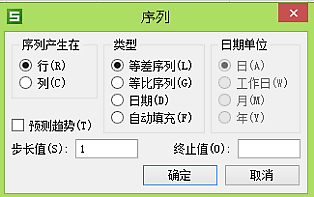 序列
序列产生在
行(R)
列(C)
类型
等差序列(L)
等比序列(G)
日期(D)
自动填充(F)
日期单位
日(A)
工作日(W)
月(M)
年(Y)
预测趋势(T)
步长值(S): 1
终止值(O):
确定
取消